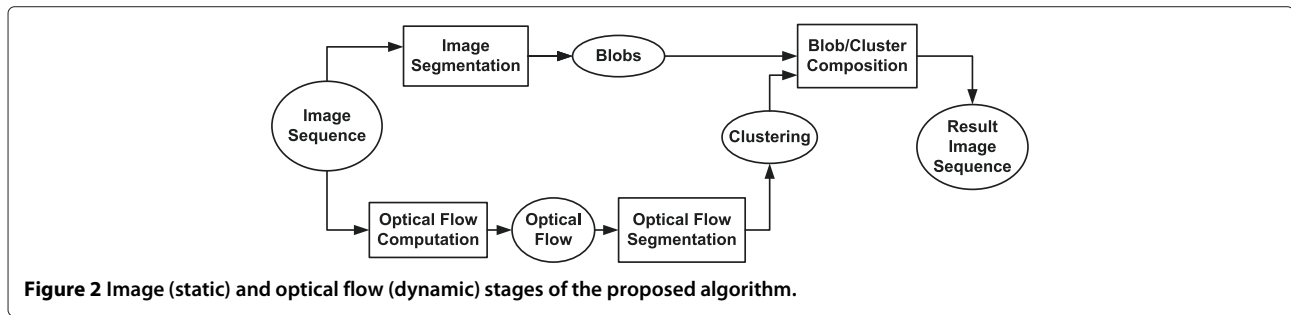 Image
Segmentation
Blobs
Blob/Cluster
Composition
Image
Sequence
Clustering
Result
Image
Sequence
Optical Flow
Computation
Optical
Flow
Optical Flow
Segmentation
Figure 2 Image (static) and optical flow (dynamic) stages of the proposed algorithm.